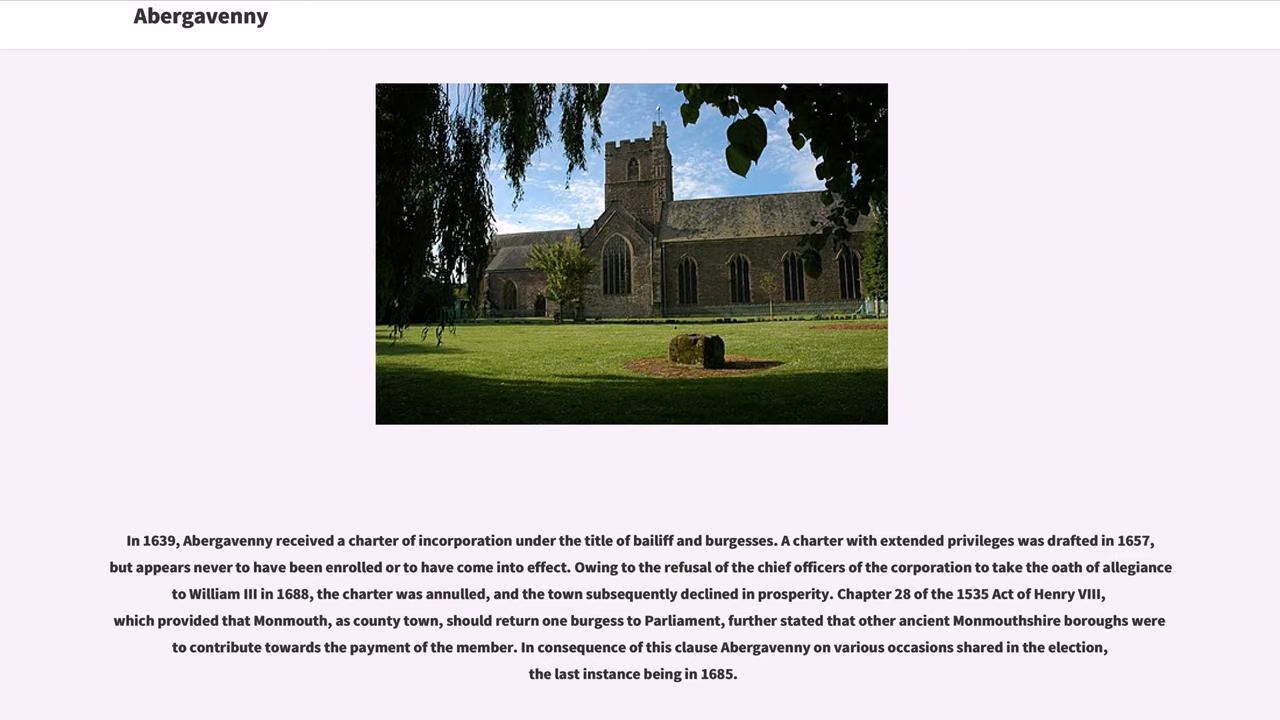 Abergavenny
In 1639, Abergavenny received a charter of incorporation under the title of bailiff and burgesses. A charter with extended privileges was drafted in 1657,
but appears never to have been enrolled or to have come into effect. Owing to the refusal of the chief officers of the corporation to take the oath of allegiance
to William III in 1688, the charter was annulled, and the town subsequently declined in prosperity. Chapter 28 of the 1535 Act of Henry VIII,
which provided that Monmouth, as county town, should return one burgess to Parliament, further stated that other ancient Monmouthshire boroughs were
to contribute towards the payment of the member. In consequence of this clause Abergavenny on various occasions shared in the election,
the last instance being in 1685.